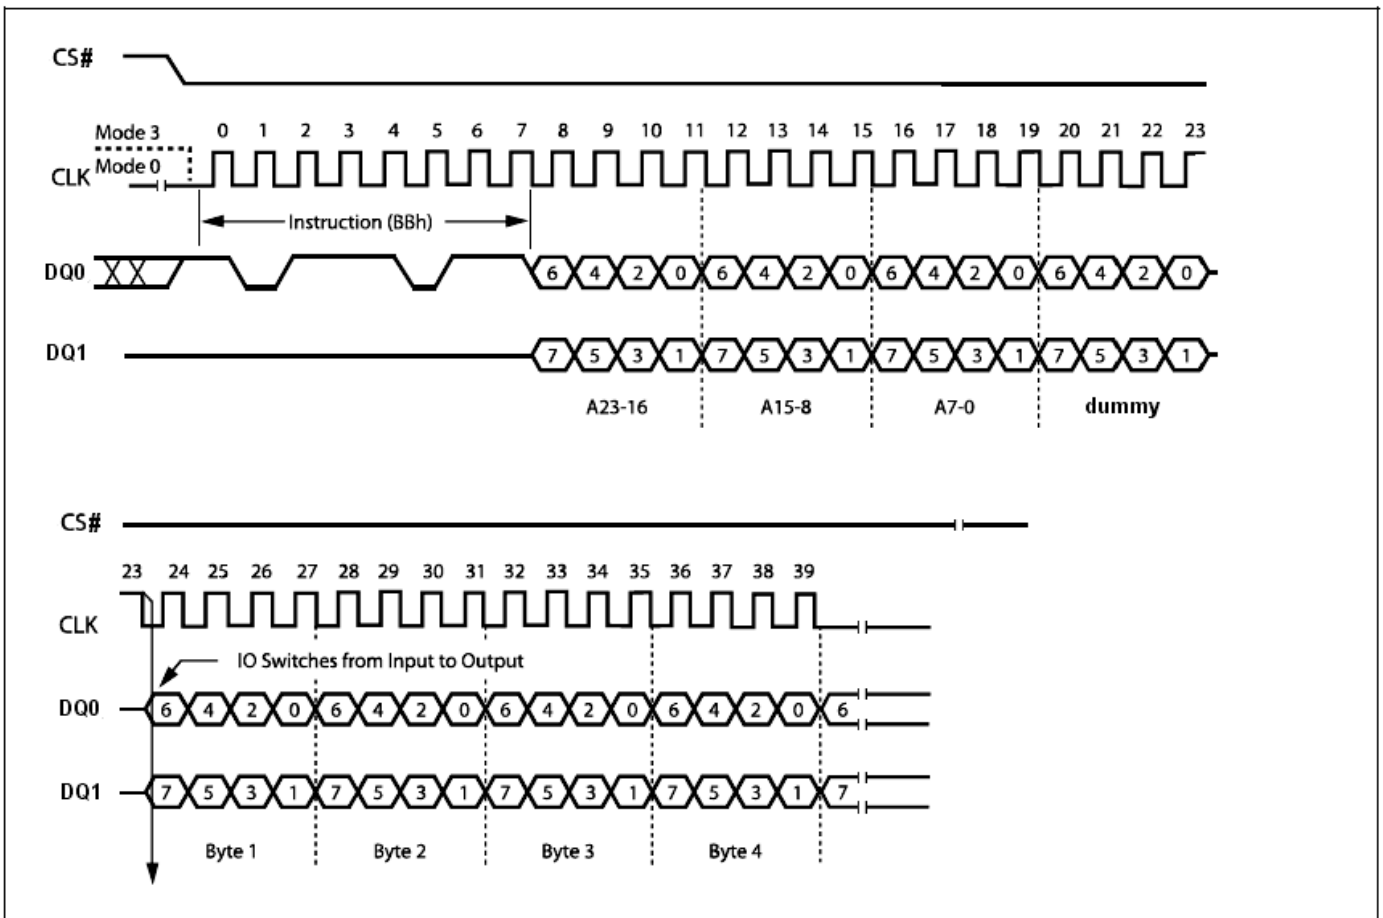 CS#
Mode 3
0 1 2 3 4 5 6 7 8 9 10 11 12 13 14 15 16 17 18 19 20 21 22 23
Mode 0
CLK
Instruction (BBh)
DQ0 6 4 2 0 6 4 2 0 6 4 2 0 6 4 2 0
DQ1 7 5 3 1 7 5 3 1 7 5 3 1 7 5 3 1
A23-16 A15-8 A7-0 dummy
CS#
23 24 25 26 27 28 29 30 31 32 33 34 35 36 37 38 39
CLK
IO Switches from Input to Output
DQ0 6 4 2 0 6 4 2 0 6 4 2 0 6 4 2 0 6
DQ1 7 5 3 1 7 5 3 1 7 5 3 1 7 5 3 1 7
Byte 1 Byte 2 Byte 3 Byte 4